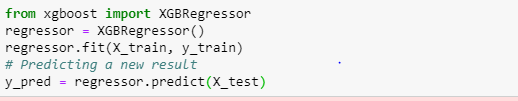 from xgboost import XGBRegressor
regressor = XGBRegressor()
regressor.fit(X_train, y_train)
# Predicting a new result
y_pred = regressor.predict(X_test)